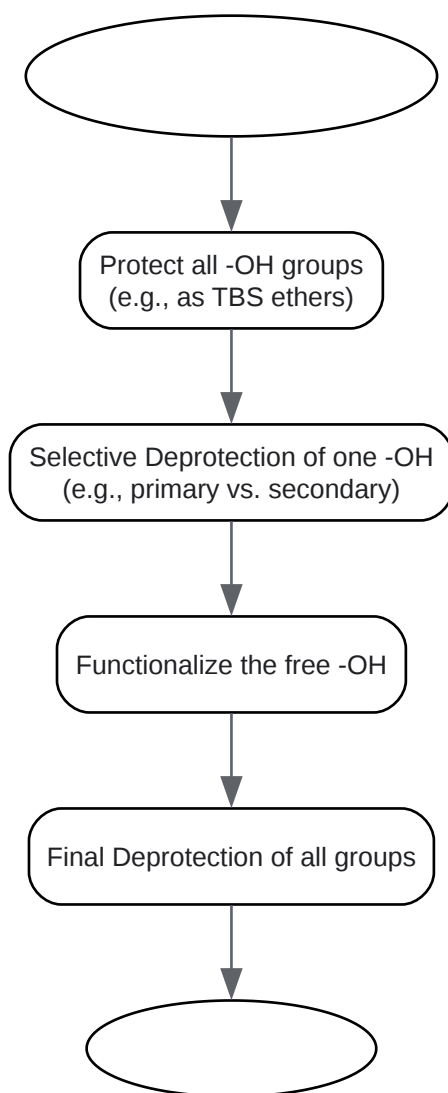 Protect all -OH groups
(e.g., as TBS ethers)
Selective Deprotection of one -OH
(e.g., primary vs. secondary)
Functionalize the free -OH
Final Deprotection of all groups